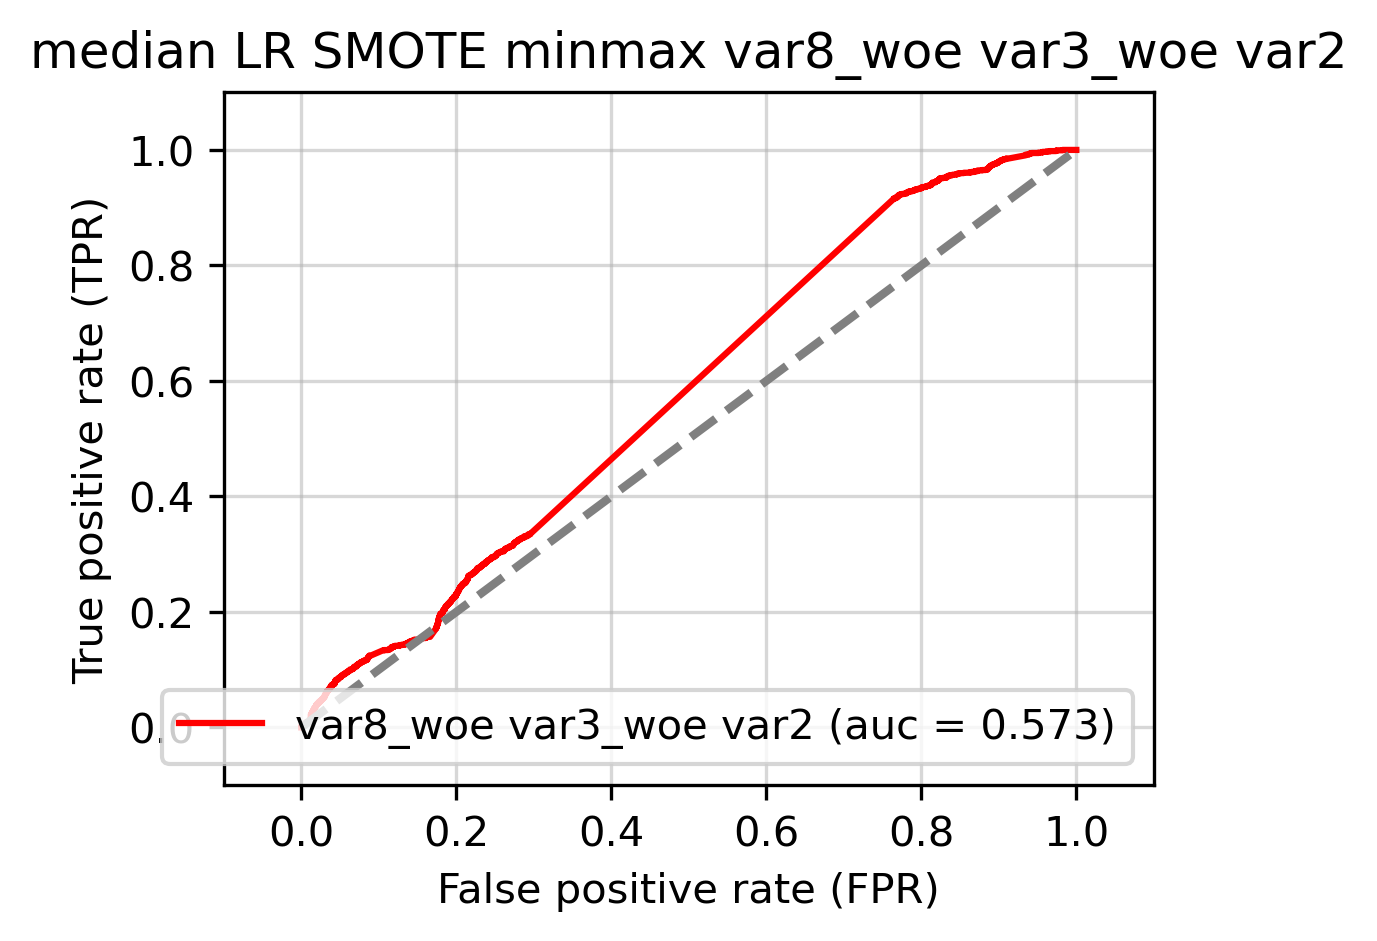 median LR SMOTE minmax var8_woe var3_woe var2
1.0
0.8
0.6
0.4
0.2
0.0
True positive rate (TPR)
var8_woe var3_woe var2 (auc = 0.573)
0.0 0.2 0.4 0.6 0.8 1.0
False positive rate (FPR)